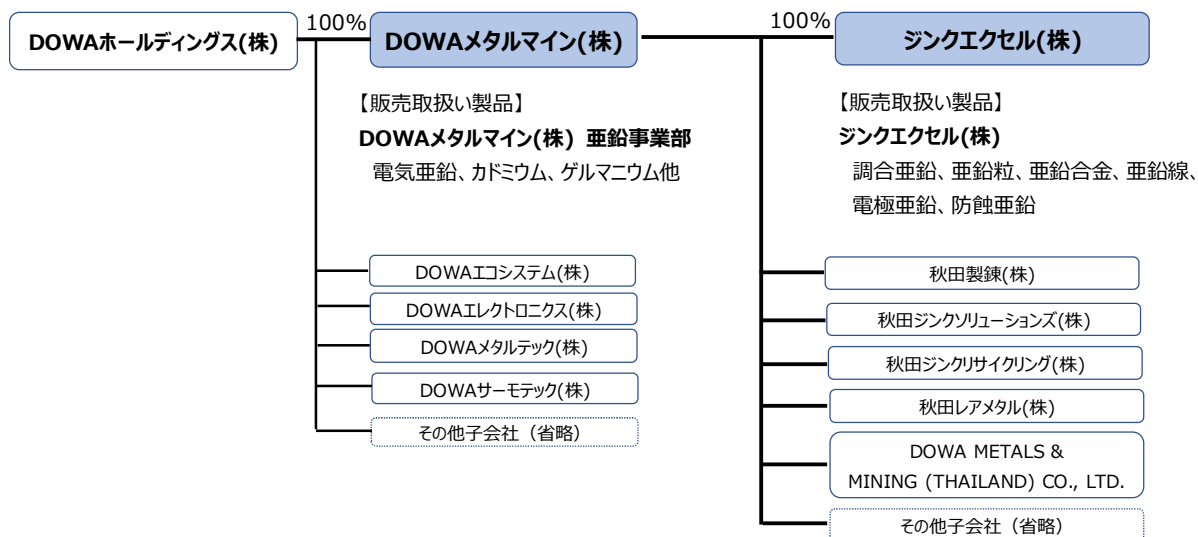 DOWAホールディングス(株)
100%
DOWAメタルマイン(株)
100%
ジンクエクセル(株)
【販売取扱い製品】
DOWAメタルマイン(株) 亜鉛事業部
電気亜鉛、カドミウム、ゲルマニウム他
【販売取扱い製品】
ジンクエクセル(株)
調合亜鉛、亜鉛粒、亜鉛合金、亜鉛線、
電極亜鉛、防蝕亜鉛
DOWAエコシステム(株)
DOWAエレクトロニクス(株)
DOWAメタルテック(株)
DOWAサーモテック(株)
その他子会社（省略）
秋田製錬(株)
秋田ジンクソリューションズ(株)
秋田ジンクリサイクリング(株)
秋田レアメタル(株)
DOWA METALS &
MINING (THAILAND) CO., LTD.
その他子会社（省略）